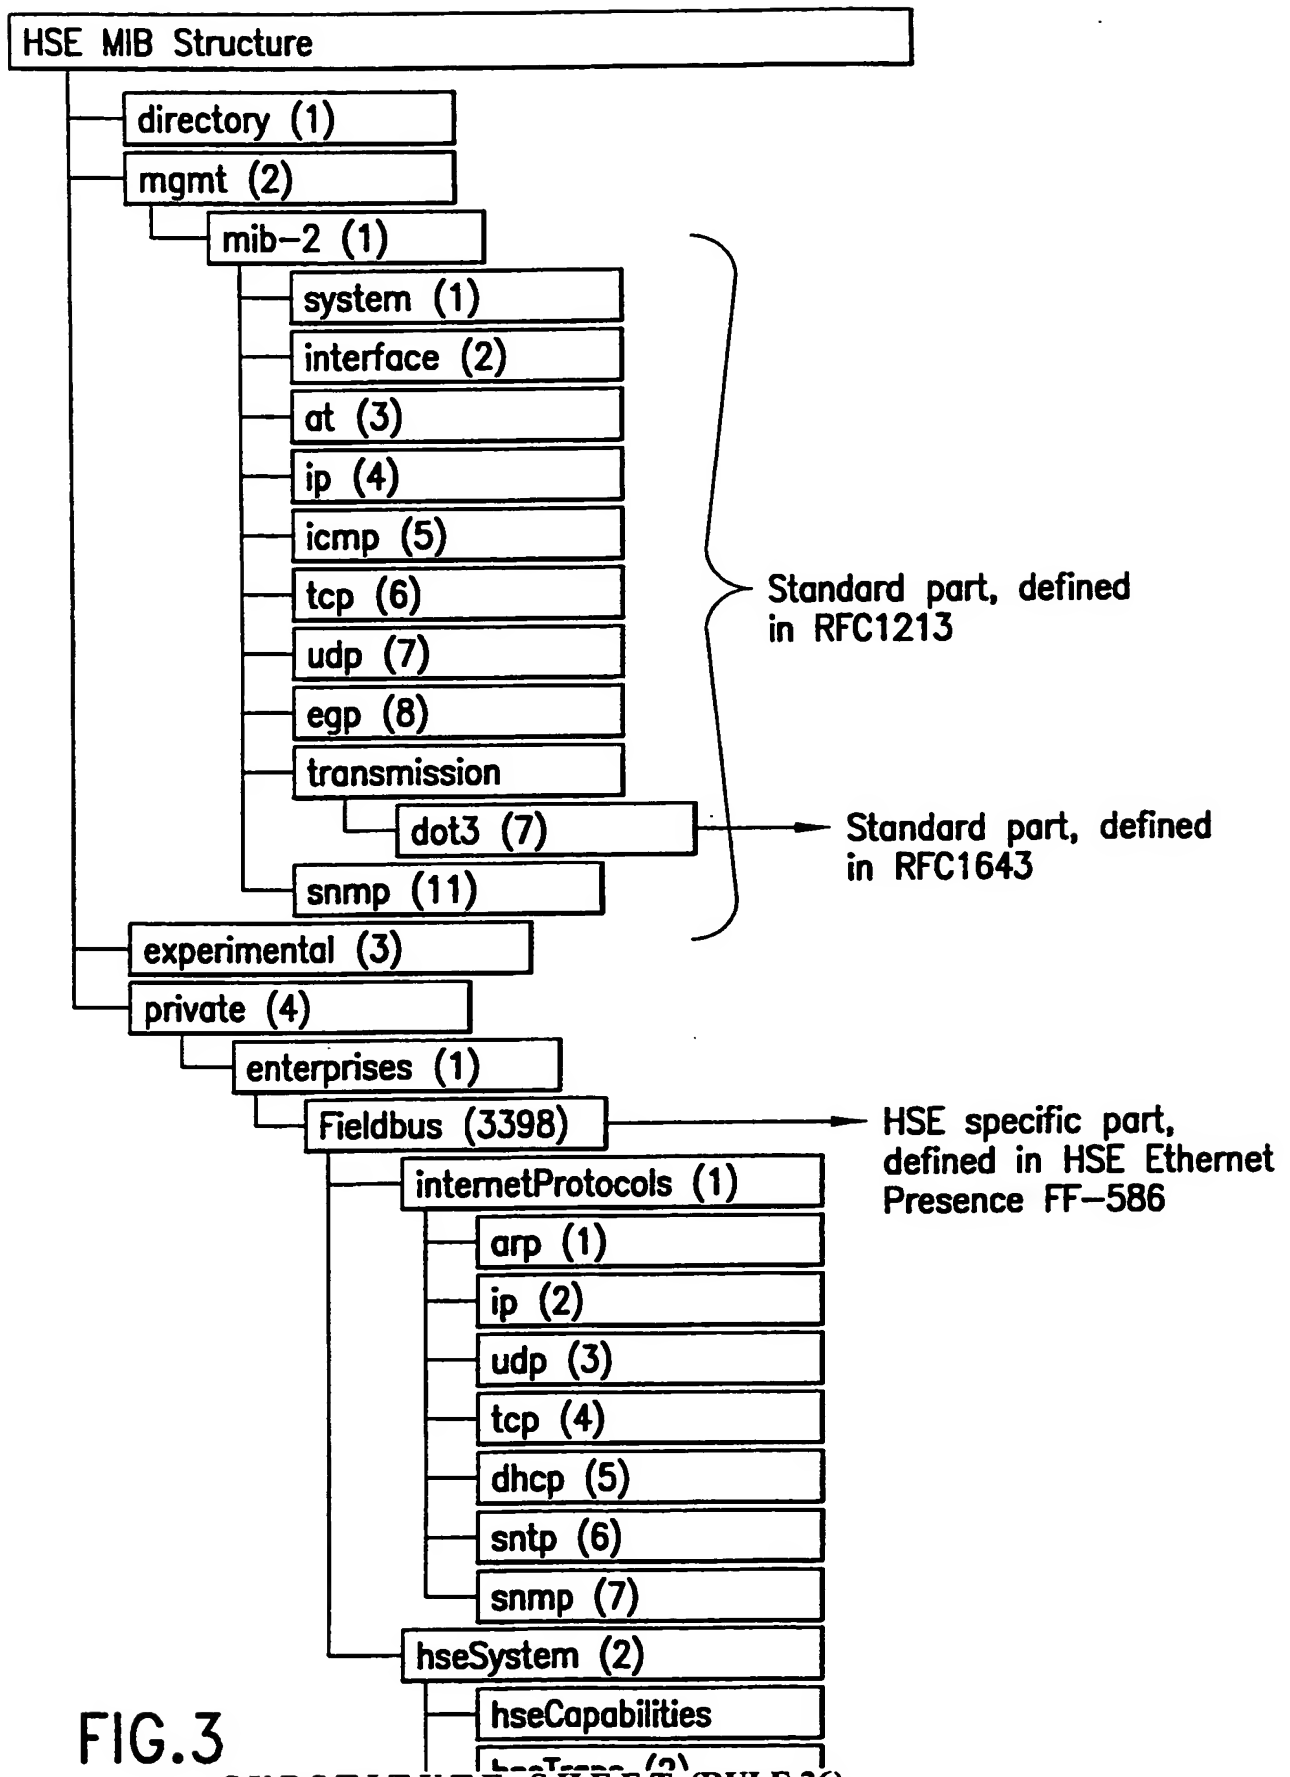 HSE MIB Structure
directory (1)
mgmt (2)
mib-2 (1)
system (1)
interface (2)
at (3)
ip (4)
icmp (5)
tcp (6)
Standard part, defined
in RFC1213
udp (7)
egp (8)
transmission
dot3 (7)
Standard part, defined
in RFC1643
snmp (11)
experimental (3)
private (4)
enterprises (1)
Fieldbus (3398)
HSE specific part,
defined in HSE Ethernet
Presence FF-586
internetProtocols (1)
arp (1)
ip (2)
udp (3)
tcp (4)
dhcp (5)
sntp (6)
snmp (7)
hseSystem (2)
hseCapabilities
FIG.3